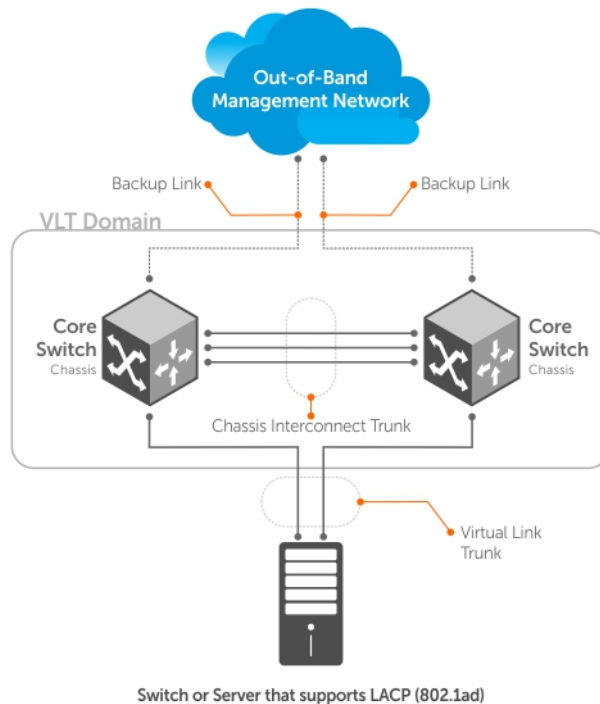 Out-of-Band
Management Network
Backup Link
Backup Link
VLT Domain
Core
Switch
Chassis
Core
Switch
Chassis
Chassis Interconnect Trunk
Virtual Link
Trunk
Switch or Server that supports LACP (802.1ad)